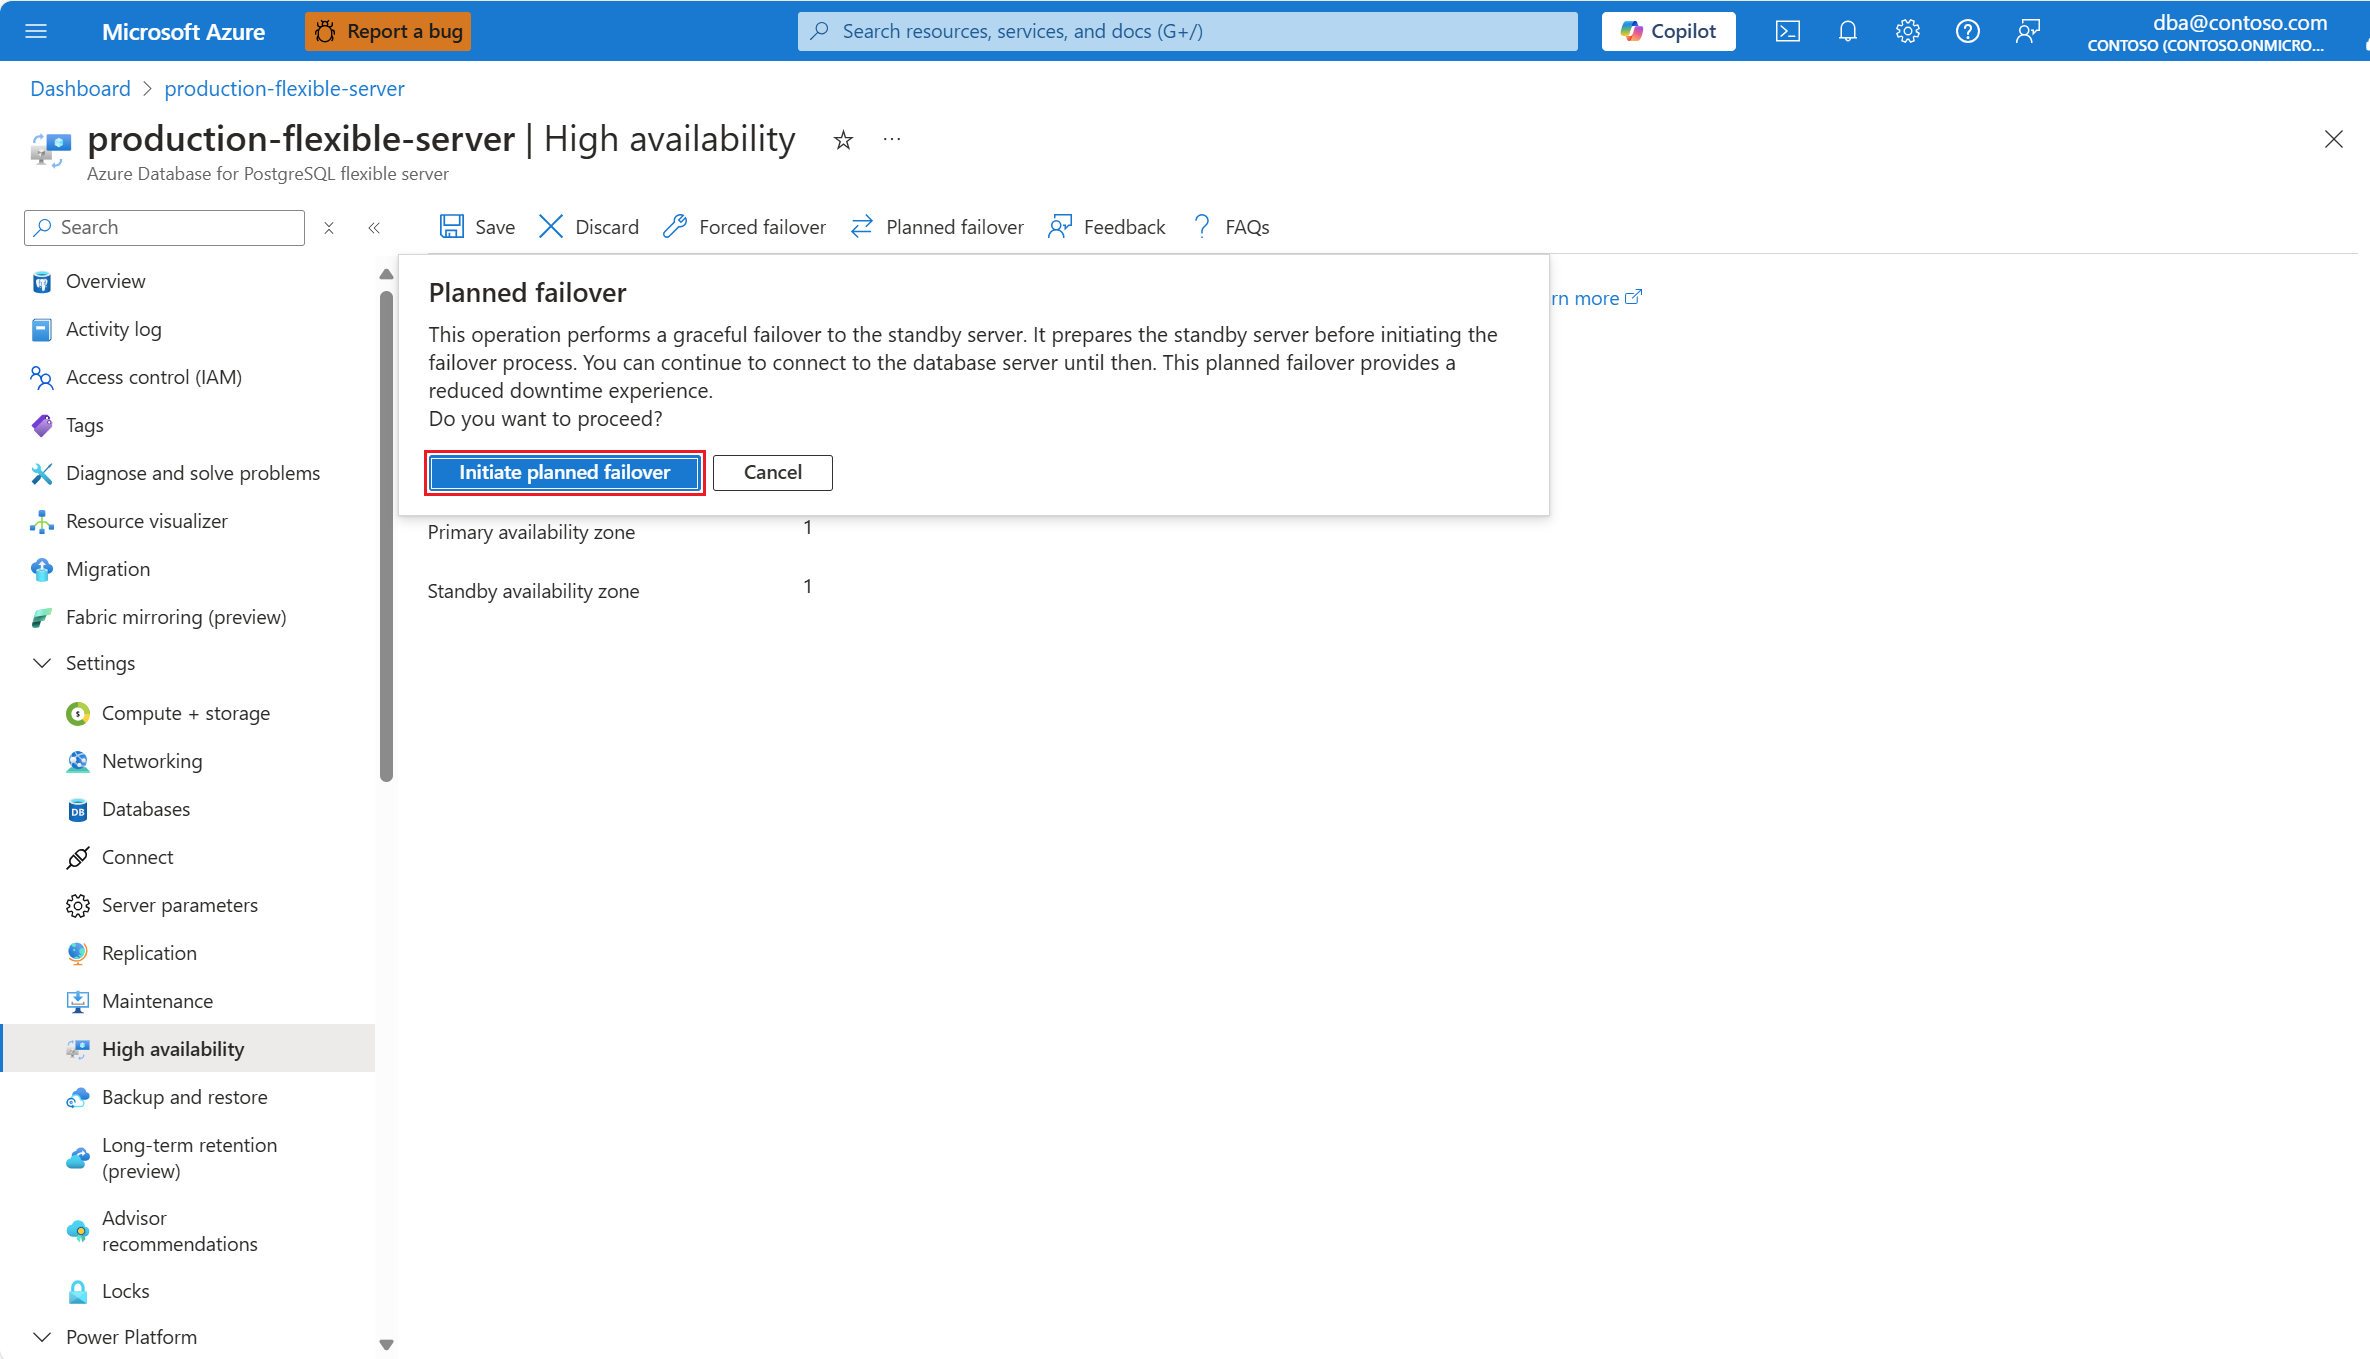 Microsoft Azure
Report a bug
Search resources, services, and docs (G+/)
Copilot
dba@contoso.com
CONTOSO (CONTOSO.ONMICRO...
Dashboard > production-flexible-server
production-flexible-server | High availability
Azure Database for PostgreSQL flexible server
Search
Save
Discard
Forced failover
Planned failover
Feedback
FAQs
Overview
Activity log
Access control (IAM)
Tags
Diagnose and solve problems
Resource visualizer
Migration
Fabric mirroring (preview)
Settings
Compute + storage
Networking
Databases
Connect
Server parameters
Replication
Maintenance
High availability
Backup and restore
Long-term retention
(preview)
Advisor
recommendations
Locks
Power Platform
Planned failover
This operation performs a graceful failover to the standby server. It prepares the standby server before initiating the
failover process. You can continue to connect to the database server until then. This planned failover provides a
reduced downtime experience.
Do you want to proceed?
Initiate planned failover
Cancel
rn more
Primary availability zone 1
Standby availability zone 1